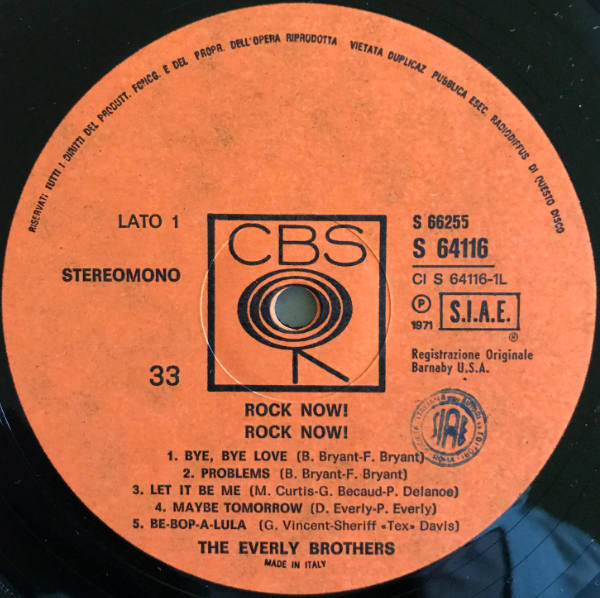 RISERVATI TUTTI I DIRITTI DEL PRODUTT. FONOG. E DEL PROPR. DELL'OPERA RIPRODOTTA VIETATA DUPLICAZ PUBBLICA ESEC. RADIODIFFUS DI QUESTO DISCO
LATO 1
STEREOMONO
33
CBS
S 66255
S 64116
CI S 64116-1L
P
1971
S.I.A.E.
®
Registrazione Originale
Barnaby U.S.A.
SIAE
ROMA
ROCK NOW!
ROCK NOW!
1. BYE, BYE LOVE (B. Bryant-F. Bryant)
2. PROBLEMS (B. Bryant-F. Bryant)
3. LET IT BE ME (M. Curtis-G. Becaud-P. Delanoe)
4. MAYBE TOMORROW (D. Everly-P. Everly)
5. BE-BOP-A-LULA (G. Vincent-Sheriff «Tex» Davis)
THE EVERLY BROTHERS
MADE IN ITALY